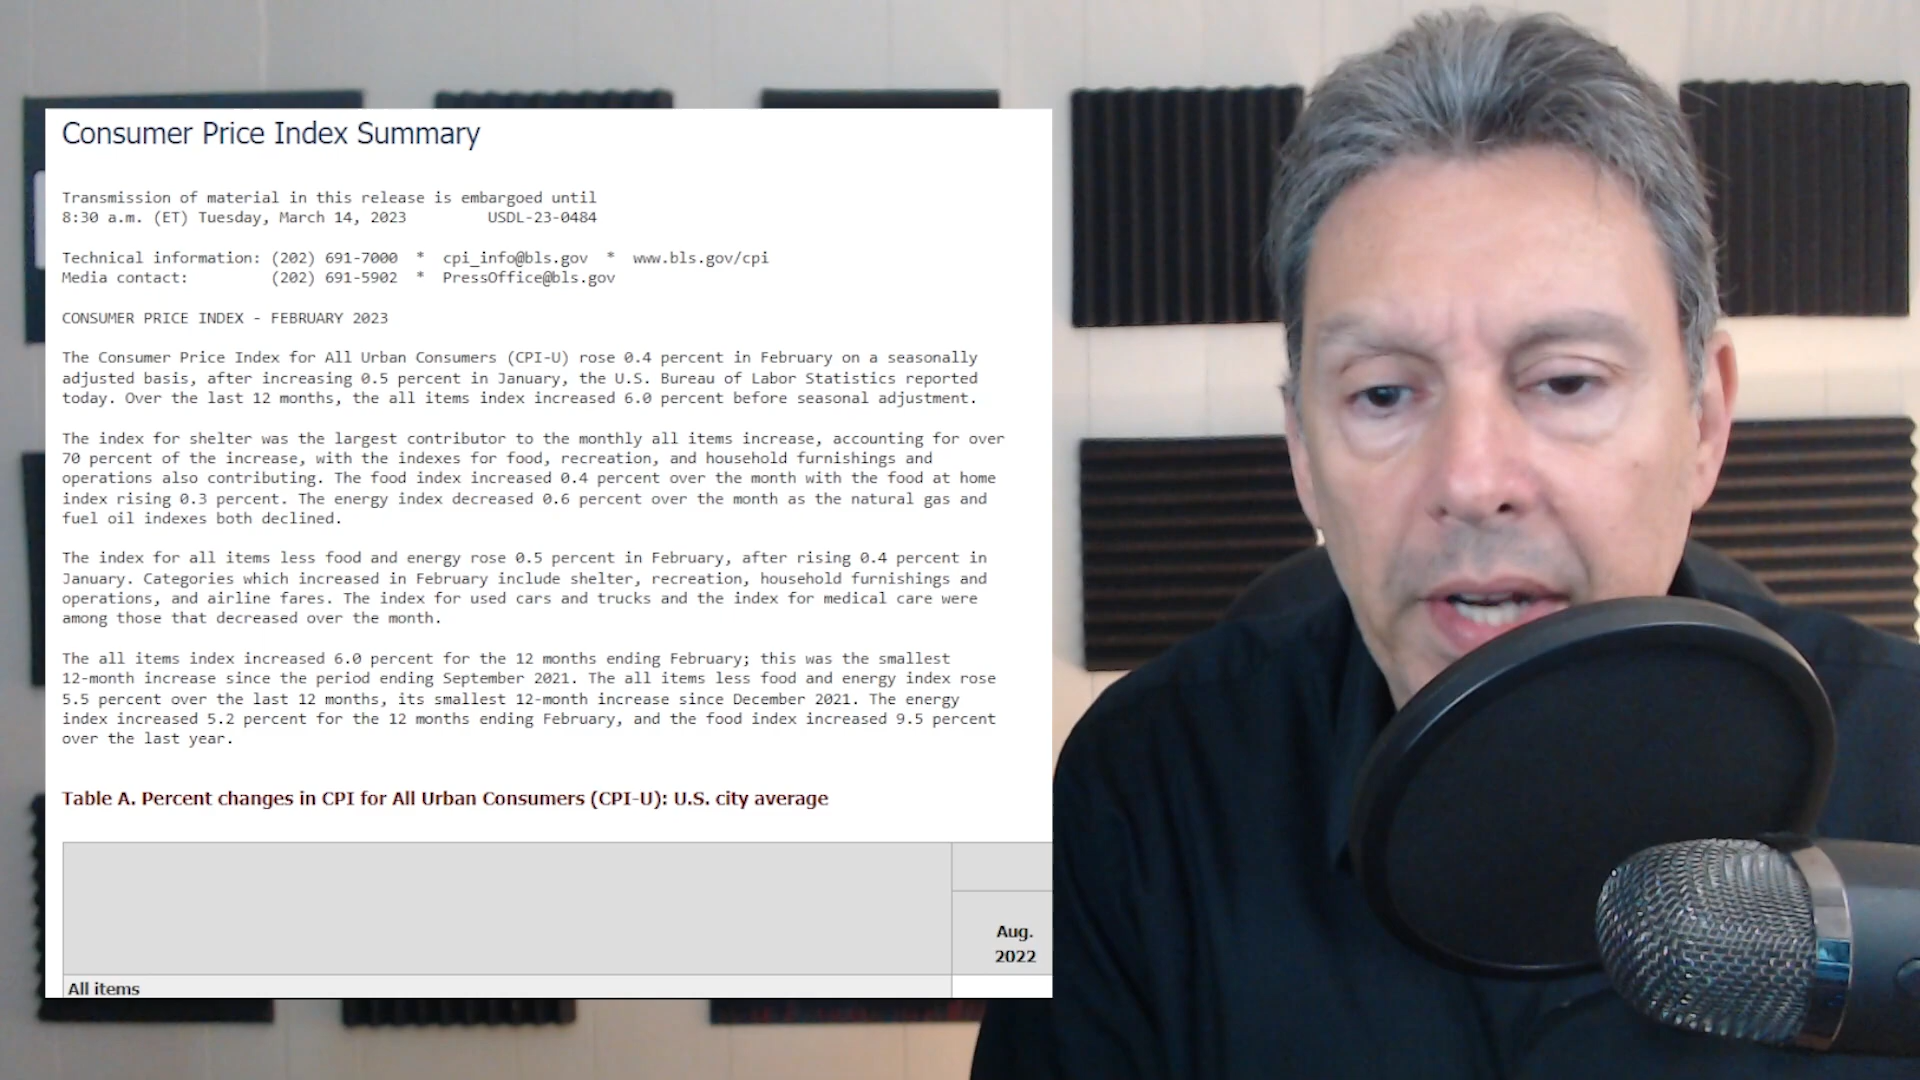 Consumer Price Index Summary
Transmission of material in this release is embargoed until
8:30 a.m. (ET) Tuesday, March 14, 2023 USDL-23-0484
Technical information: (202) 691-7000 * cpi_info@bls.gov * www.bls.gov/cpi
Media contact: (202) 691-5902 * PressOffice@bls.gov
CONSUMER PRICE INDEX - FEBRUARY 2023
The Consumer Price Index for All Urban Consumers (CPI-U) rose 0.4 percent in February on a seasonally
adjusted basis, after increasing 0.5 percent in January, the U.S. Bureau of Labor Statistics reported
today. Over the last 12 months, the all items index increased 6.0 percent before seasonal adjustment.
The index for shelter was the largest contributor to the monthly all items increase, accounting for over
70 percent of the increase, with the indexes for food, recreation, and household furnishings and
operations also contributing. The food index increased 0.4 percent over the month with the food at home
index rising 0.3 percent. The energy index decreased 0.6 percent over the month as the natural gas and
fuel oil indexes both declined.
The index for all items less food and energy rose 0.5 percent in February, after rising 0.4 percent in
January. Categories which increased in February include shelter, recreation, household furnishings and
operations, and airline fares. The index for used cars and trucks and the index for medical care were
among those that decreased over the month.
The all items index increased 6.0 percent for the 12 months ending February; this was the smallest
12-month increase since the period ending September 2021. The all items less food and energy index rose
5.5 percent over the last 12 months, its smallest 12-month increase since December 2021. The energy
index increased 5.2 percent for the 12 months ending February, and the food index increased 9.5 percent
over the last year.
Table A. Percent changes in CPI for All Urban Consumers (CPI-U): U.S. city average
Aug.
2022
All items